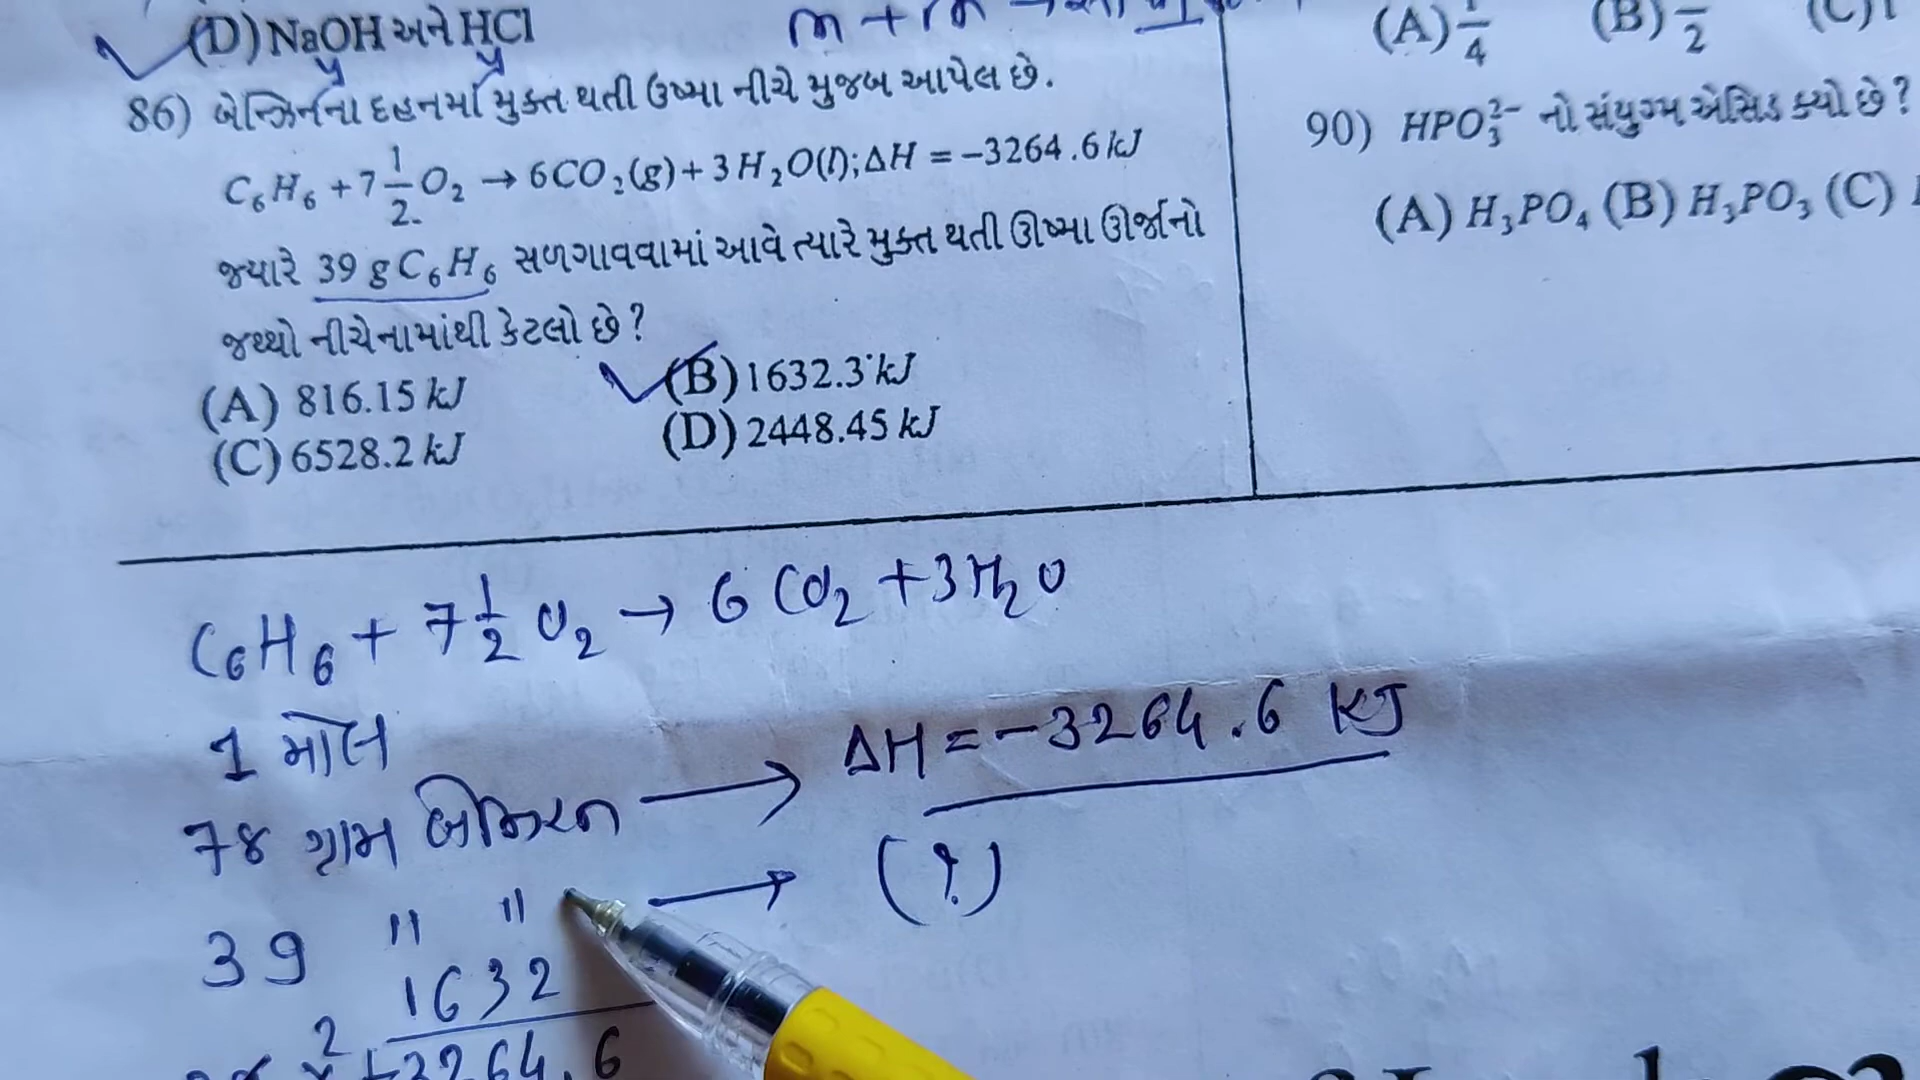 (D) NaOH અને HCl
86) બેન્ઝિનના દહનમાં મુક્ત થતી ઉષ્મા નીચે મુજબ આપેલ છે.
C₆H₆ + 7 1/2 O₂ → 6CO₂(g) + 3H₂O(l); ΔH = −3264.6 kJ
જ્યારે 39 g C₆H₆ સળગાવવામાં આવે ત્યારે મુક્ત થતી ઊષ્મા ઊર્જાનો
જથ્થો નીચેનામાંથી કેટલો છે?
(A) 816.15 kJ
(B) 1632.3 kJ
(C) 6528.2 kJ
(D) 2448.45 kJ
(A) 1/4
90) HPO₃²⁻ નો સંયુગ્મ એસિડ ક્યો છે?
(A) H₃PO₄ (B) H₃PO₃ (C)
C₆H₆ + 7 1/2 O₂ → 6 CO₂ + 3H₂O
1 મોલ
78 ગ્રામ બેન્ઝિન → ΔH = −3264.6 KJ
39 " " → (?)
1632
3264.6